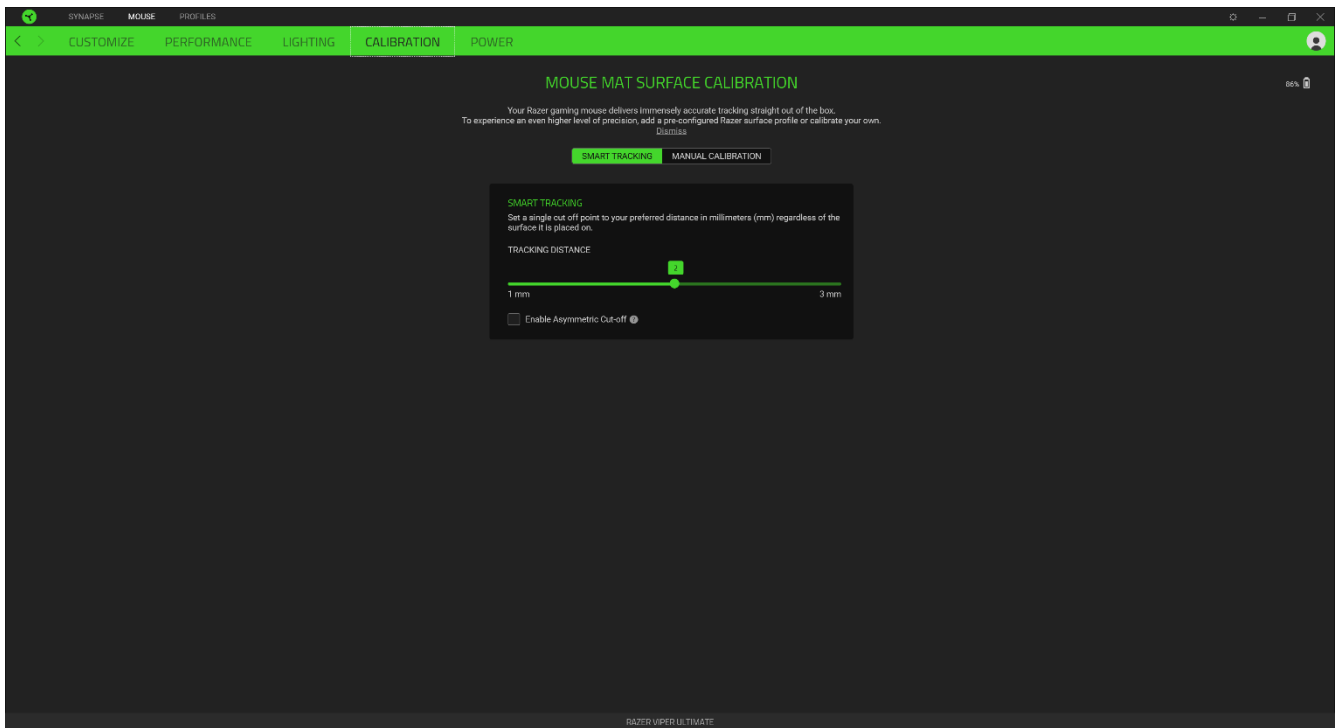 SYNAPSE MOUSE PROFILES
CUSTOMIZE PERFORMANCE LIGHTING CALIBRATION POWER
MOUSE MAT SURFACE CALIBRATION
86%
Your Razer gaming mouse delivers immensely accurate tracking straight out of the box.
To experience an even higher level of precision, add a pre-configured Razer surface profile or calibrate your own.
Dismiss
SMART TRACKING MANUAL CALIBRATION
SMART TRACKING
Set a single cut off point to your preferred distance in millimeters (mm) regardless of the
surface it is placed on.
TRACKING DISTANCE
2
1 mm 3 mm
Enable Asymmetric Cut-off ?
RAZER VIPER ULTIMATE